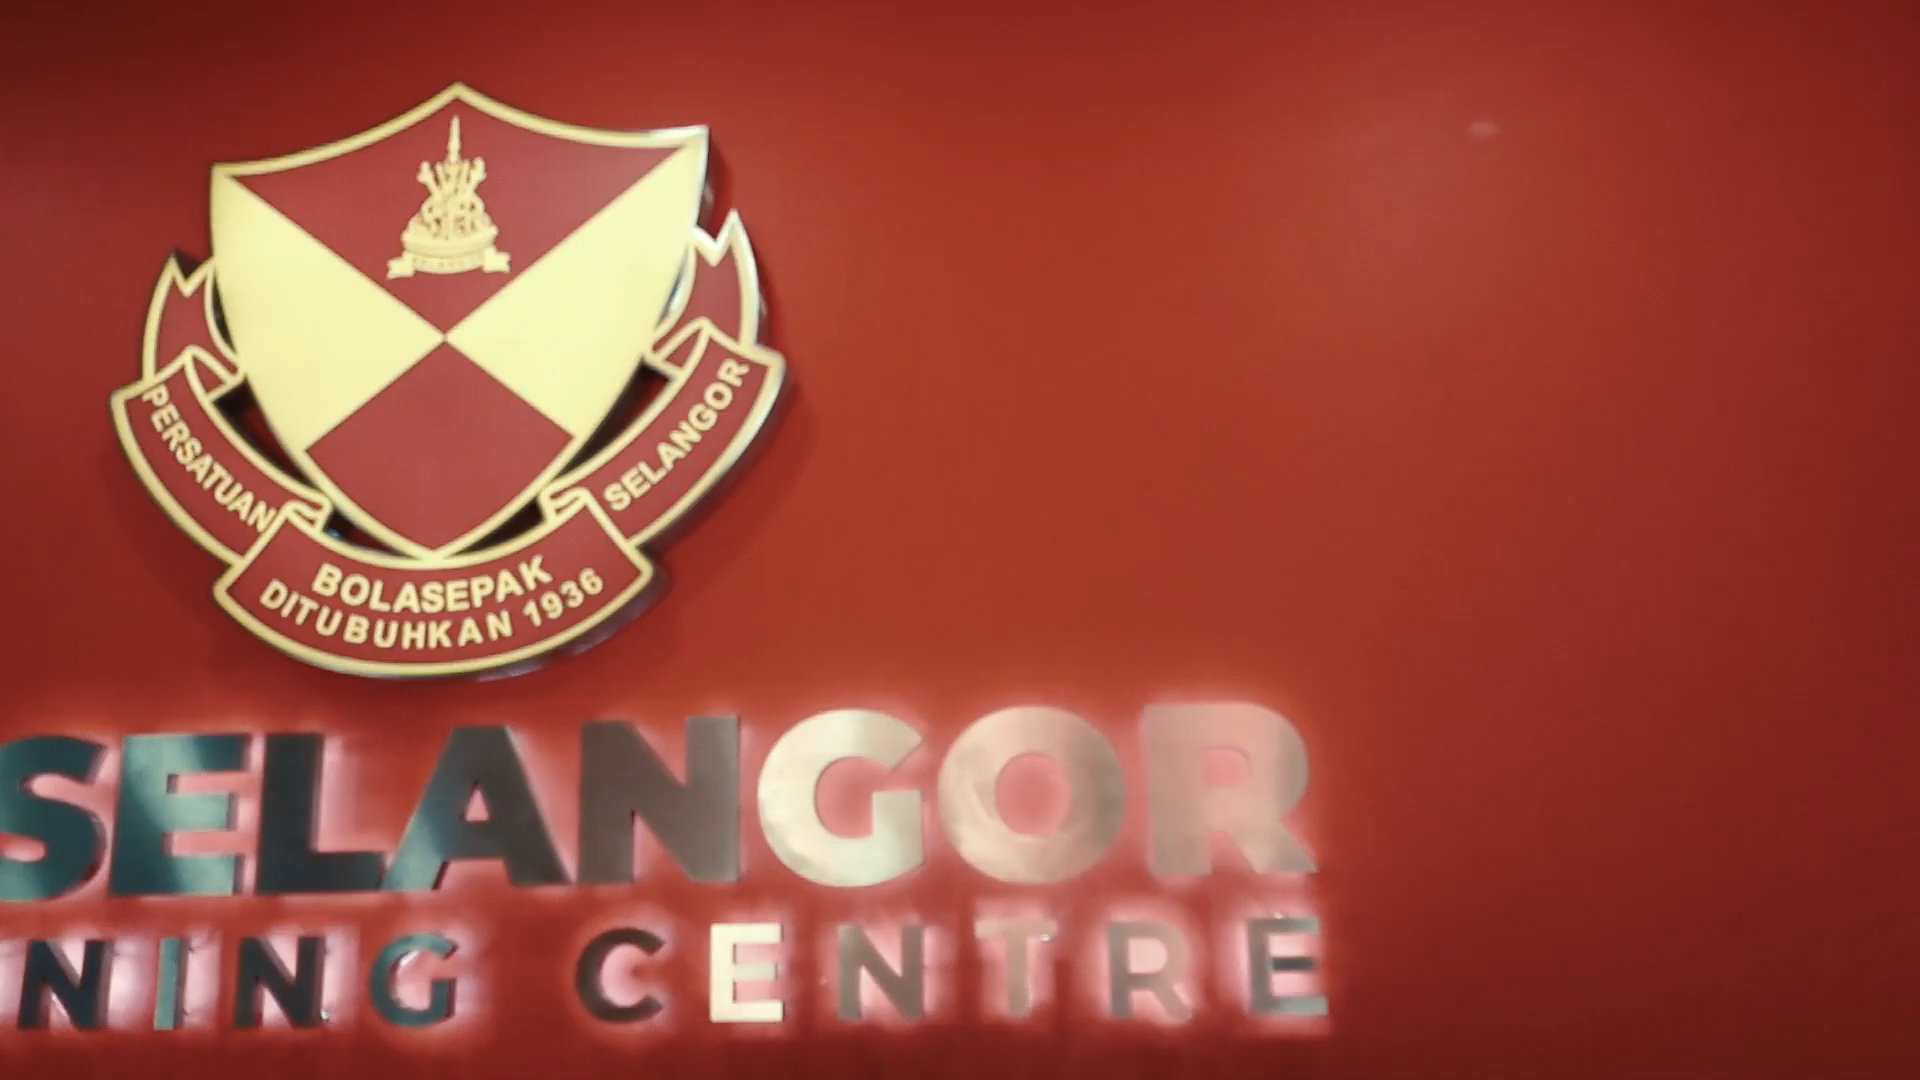 PERSATUAN
BOLASEPAK
SELANGOR
DITUBUHKAN 1936
SELANGOR
NING CENTRE